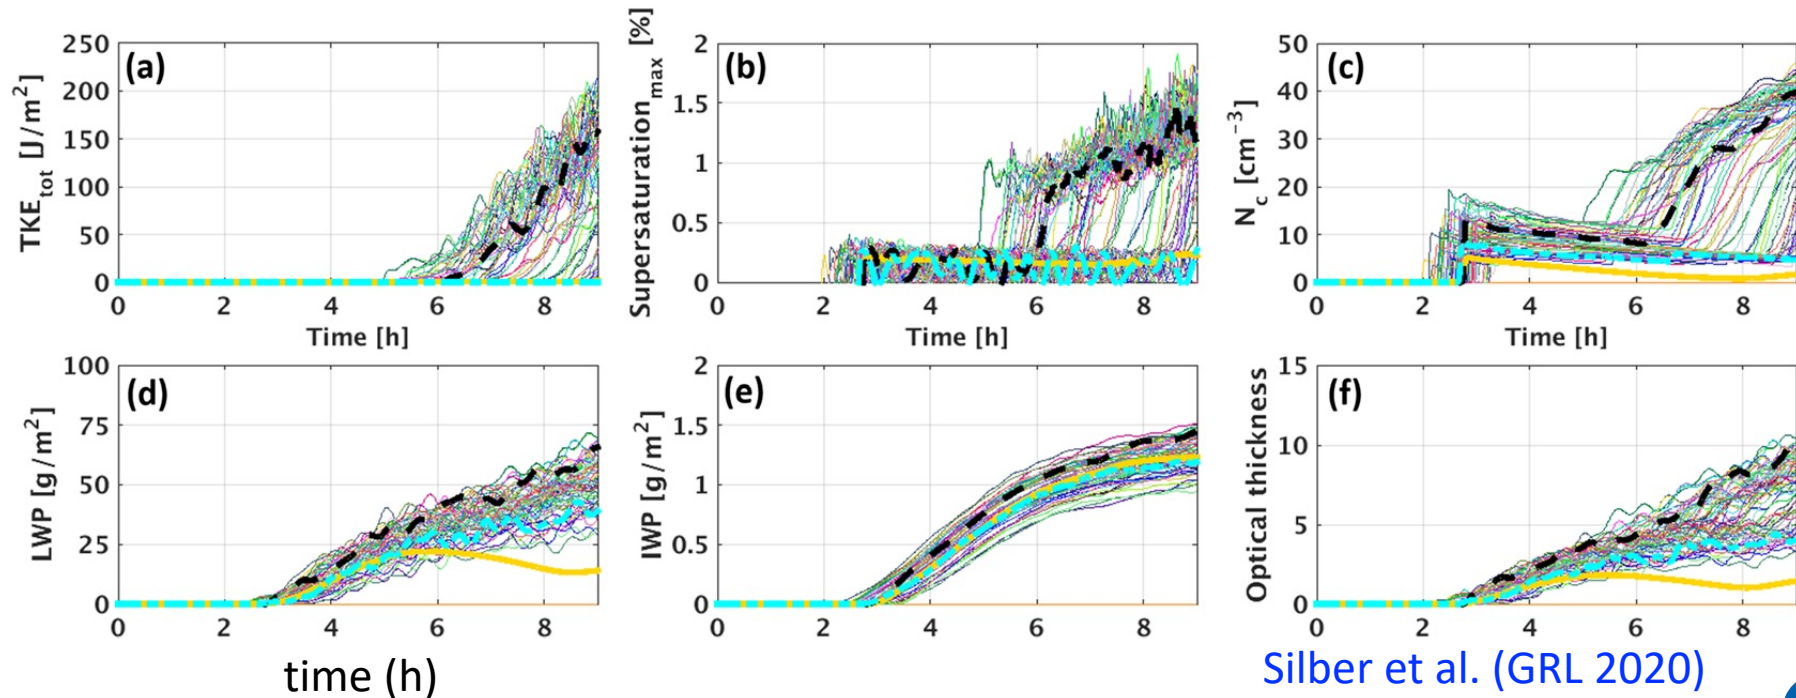 (a)
TKE_tot [J/m²]
250
200
150
100
50
0
0 2 4 6 8
Time [h]
(b)
Supersaturation_max [%]
2
1.5
1
0.5
0
0 2 4 6 8
Time [h]
(c)
N_c [cm⁻³]
50
40
30
20
10
0
0 2 4 6 8
Time [h]
(d)
LWP [g/m²]
100
75
50
25
0
0 2 4 6 8
time (h)
(e)
IWP [g/m²]
2
1.5
1
0.5
0
0 2 4 6 8
(f)
Optical thickness
15
10
5
0
0 2 4 6 8
Silber et al. (GRL 2020)